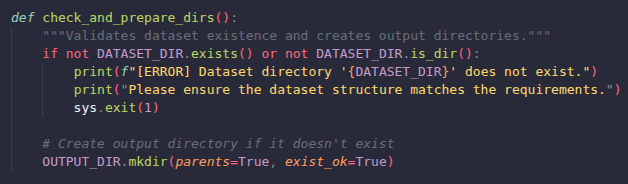 def check_and_prepare_dirs():
    """Validates dataset existence and creates output directories."""
    if not DATASET_DIR.exists() or not DATASET_DIR.is_dir():
        print(f"[ERROR] Dataset directory '{DATASET_DIR}' does not exist.")
        print("Please ensure the dataset structure matches the requirements.")
        sys.exit(1)

    # Create output directory if it doesn't exist
    OUTPUT_DIR.mkdir(parents=True, exist_ok=True)